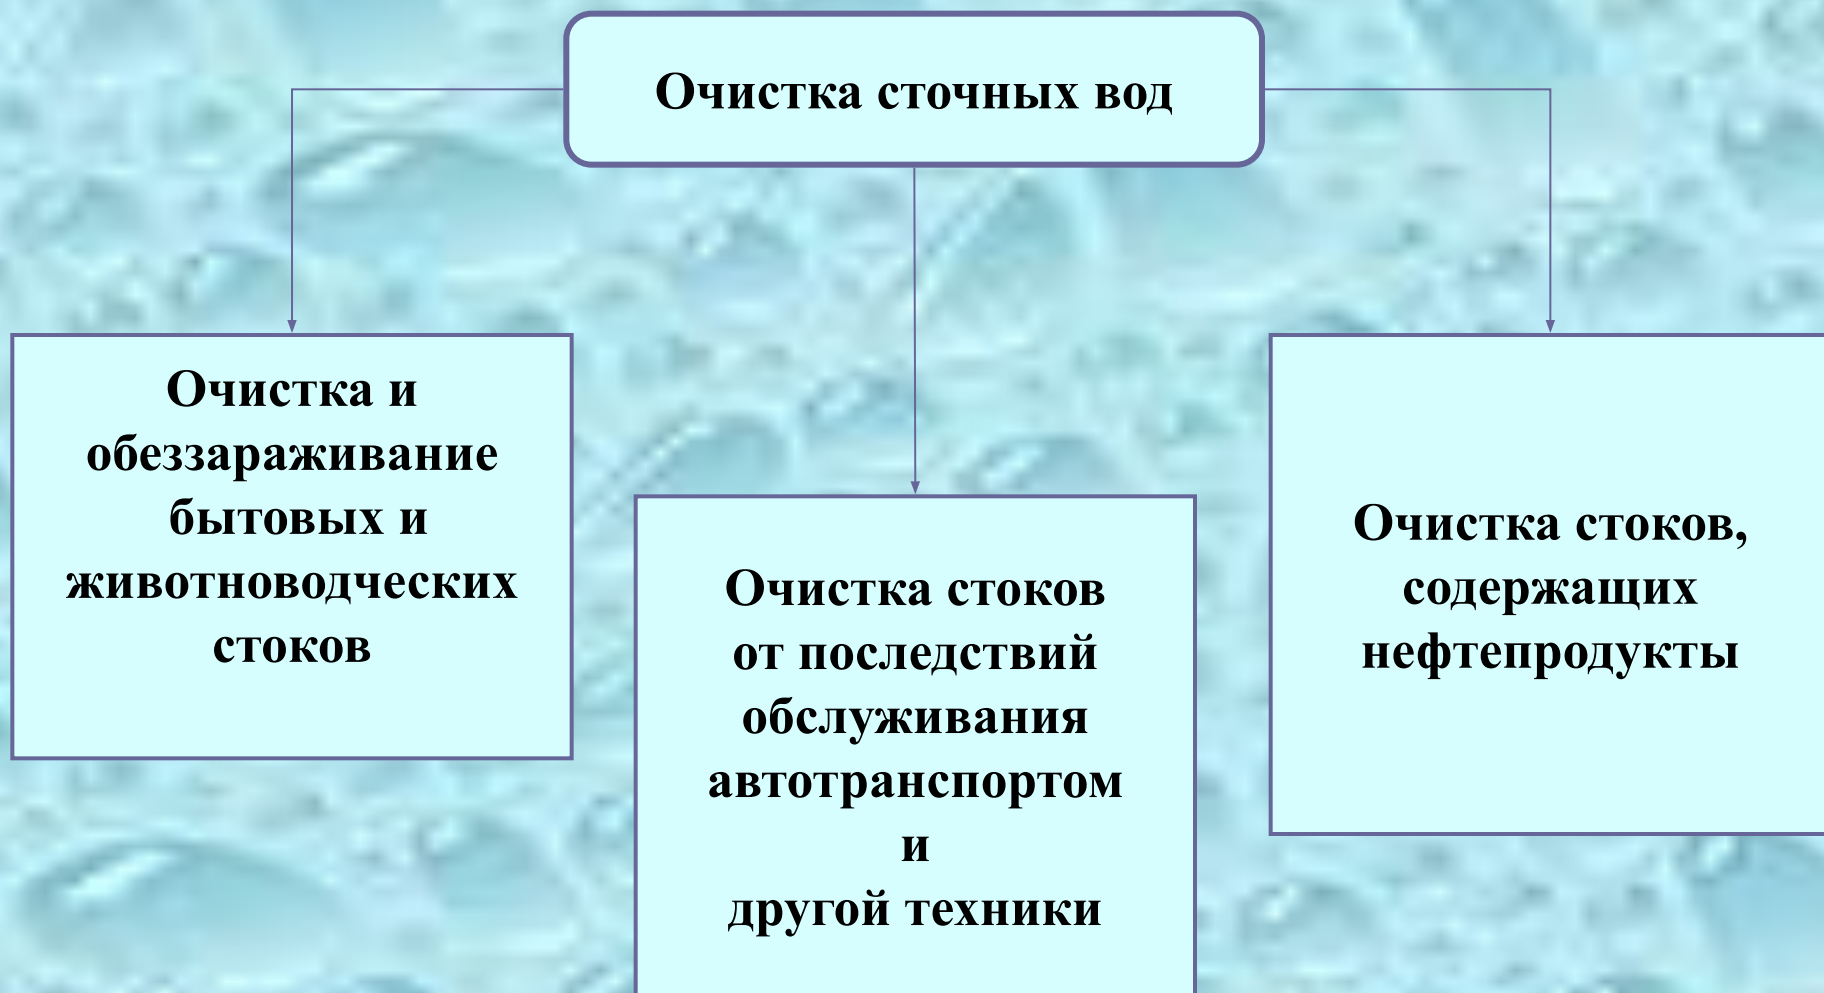 Очистка сточных вод
Очистка и
обеззараживание
бытовых и
животноводческих
стоков
Очистка стоков
от последствий
обслуживания
автотранспортом
и
другой техники
Очистка стоков,
содержащих
нефтепродукты